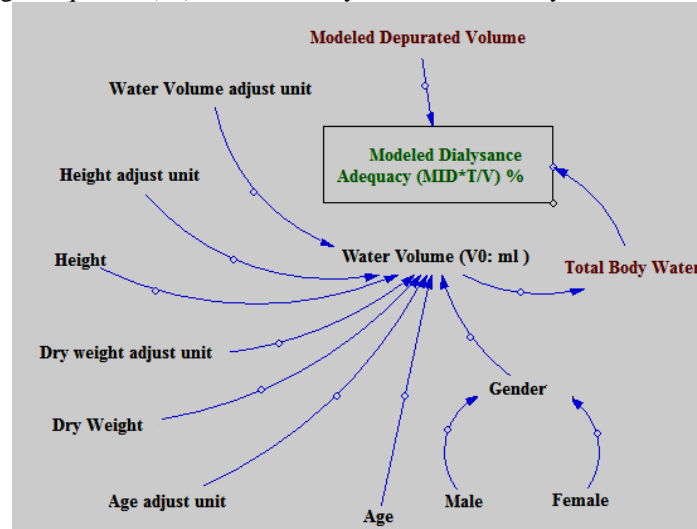 Modeled Depurated Volume
Water Volume adjust unit
Modeled Dialysance
Adequacy (MID*T/V) %
Height adjust unit
Water Volume (V0: ml )
Height
Total Body Water
Dry weight adjust unit
Gender
Dry Weight
Age adjust unit
Male
Female
Age